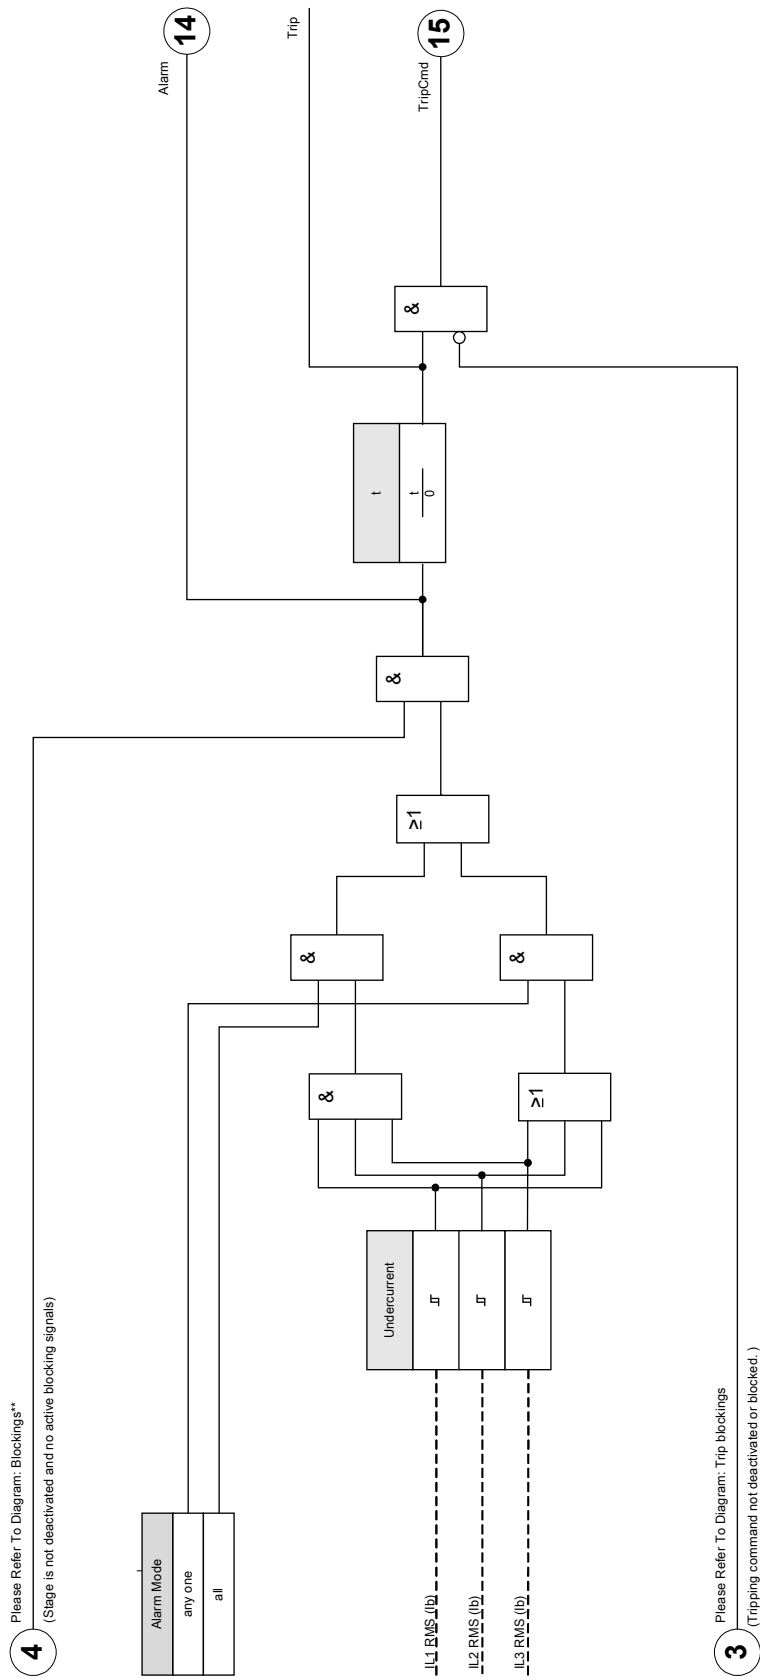 4
Please Refer To Diagram: Blockings**
(Stage is not deactivated and no active blocking signals)
Alarm Mode
any one
all
IL1 RMS (Ib)
IL2 RMS (Ib)
IL3 RMS (Ib)
Undercurrent
&
≥1
&
&
≥1
&
t
t
0
&
Alarm
14
Trip
TripCmd
15
3
Please Refer To Diagram: Trip blockings
(Tripping command not deactivated or blocked. )